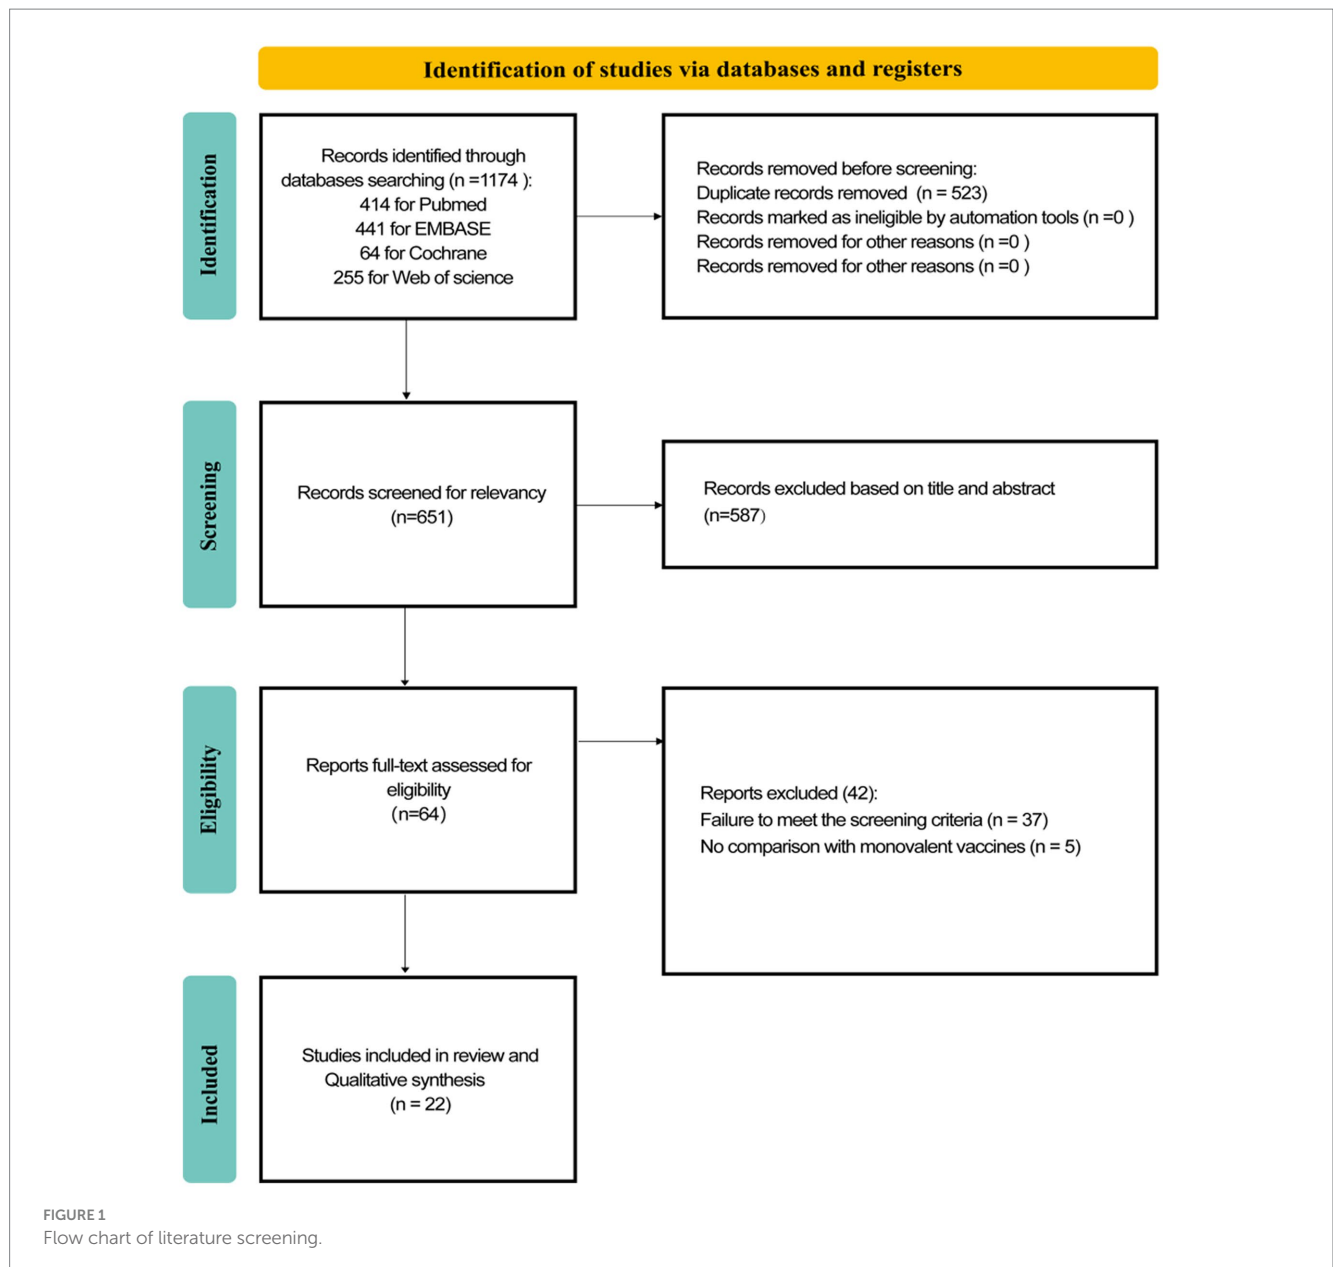 Identification of studies via databases and registers
Identification
Records identified through
databases searching (n =1174 ):
414 for Pubmed
441 for EMBASE
64 for Cochrane
255 for Web of science
Records removed before screening:
Duplicate records removed (n = 523)
Records marked as ineligible by automation tools (n =0 )
Records removed for other reasons (n =0 )
Records removed for other reasons (n =0 )
Screening
Records screened for relevancy
(n=651)
Records excluded based on title and abstract
(n=587)
Eligibility
Reports full-text assessed for
eligibility
(n=64)
Reports excluded (42):
Failure to meet the screening criteria (n = 37)
No comparison with monovalent vaccines (n = 5)
Included
Studies included in review and
Qualitative synthesis
(n = 22)
FIGURE 1
Flow chart of literature screening.